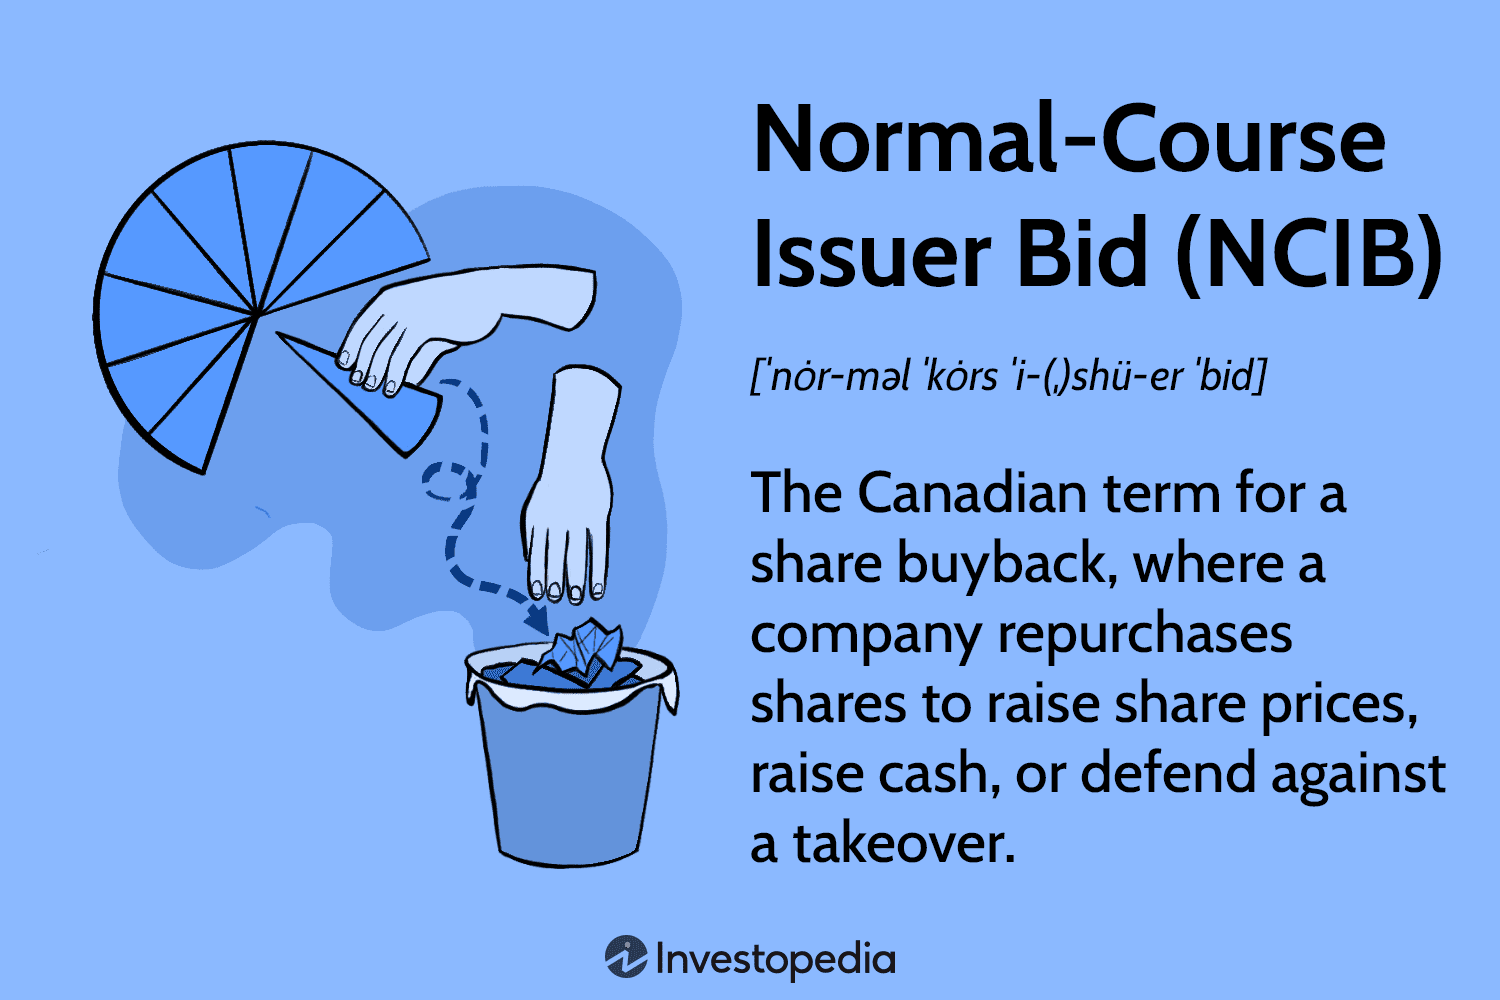 Normal-Course
Issuer Bid (NCIB)
[ˈnȯr-məl ˈkȯrs ˈi-(ˌ)shü-er ˈbid]
The Canadian term for a
share buyback, where a
company repurchases
shares to raise share prices,
raise cash, or defend against
a takeover.
Investopedia